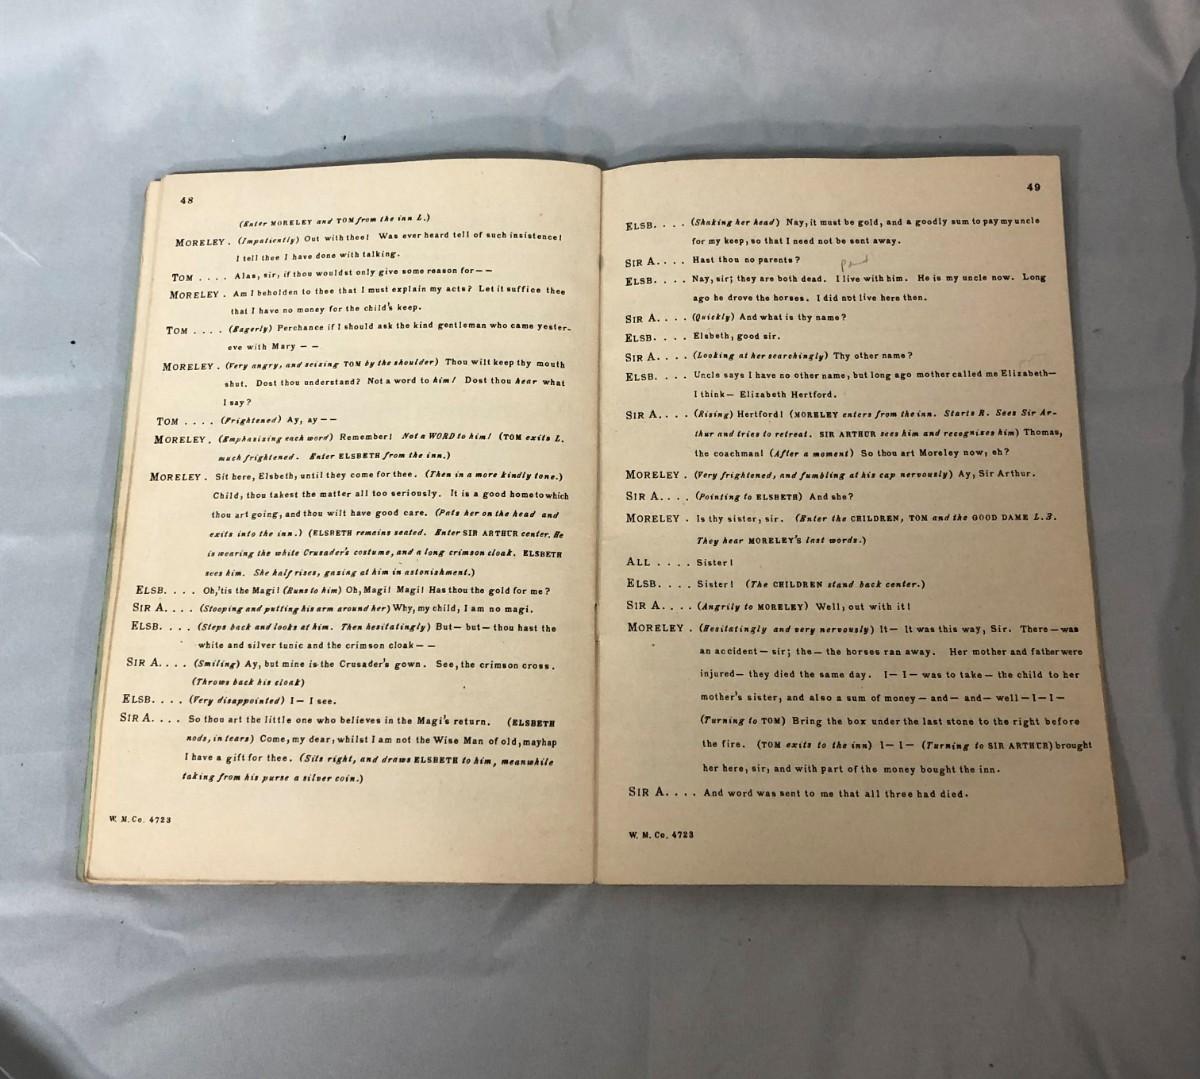 48
(Enter MORELEY and TOM from the inn L.)
MORELEY . (Impatiently) Out with thee! Was ever heard tell of such insistence!
I tell thee I have done with talking.
TOM . . . . Alas, sir, if thou wouldst only give some reason for——
MORELEY . Am I beholden to thee that I must explain my acts? Let it suffice thee
that I have no money for the child's keep.
TOM . . . . (Eagerly) Perchance if I should ask the kind gentleman who came yester-
eve with Mary — —
MORELEY . (Very angry, and seizing TOM by the shoulder) Thou wilt keep thy mouth
shut. Dost thou understand? Not a word to him! Dost thou hear what
I say?
TOM . . . . (Frightened) Ay, ay ——
MORELEY . (Emphasizing each word) Remember! Not a WORD to him! (TOM exits L.
much frightened. Enter ELSBETH from the inn.)
MORELEY . Sit here, Elsbeth, until they come for thee. (Then in a more kindly tone.)
Child, thou takest the matter all too seriously. It is a good home to which
thou art going, and thou wilt have good care. (Pats her on the head and
exits into the inn.) (ELSBETH remains seated. Enter SIR ARTHUR center. He
is wearing the white Crusader's costume, and a long crimson cloak. ELSBETH
sees him. She half rises, gazing at him in astonishment.)
ELSB. . . . Oh, 'tis the Magi! (Runs to him) Oh, Magi! Magi! Has thou the gold for me?
SIR A. . . . (Stooping and putting his arm around her) Why, my child, I am no magi.
ELSB. . . . (Steps back and looks at him. Then hesitatingly) But— but— thou hast the
white and silver tunic and the crimson cloak — —
SIR A. . . . (Smiling) Ay, but mine is the Crusader's gown. See, the crimson cross.
(Throws back his cloak)
ELSB. . . . (Very disappointed) I— I see.
SIR A. . . . So thou art the little one who believes in the Magi's return. (ELSBETH
nods, in tears) Come, my dear, whilst I am not the Wise Man of old, mayhap
I have a gift for thee. (Sits right, and draws ELSBETH to him, meanwhile
taking from his purse a silver coin.)
W. M. Co. 4723
49
ELSB. . . . (Shaking her head) Nay, it must be gold, and a goodly sum to pay my uncle
for my keep, so that I need not be sent away.
SIR A. . . . Hast thou no parents?
ELSB. . . . Nay, sir; they are both dead. I live with him. He is my uncle now. Long
ago he drove the horses. I did not live here then.
SIR A. . . . (Quickly) And what is thy name?
ELSB. . . . Elsbeth, good sir.
SIR A. . . . (Looking at her searchingly) Thy other name?
ELSB. . . . Uncle says I have no other name, but long ago mother called me Elizabeth—
I think— Elizabeth Hertford.
SIR A. . . . (Rising) Hertford! (MORELEY enters from the inn. Starts R. Sees Sir Ar-
thur and tries to retreat. SIR ARTHUR sees him and recognizes him) Thomas,
the coachman! (After a moment) So thou art Moreley now, eh?
MORELEY . (Very frightened, and fumbling at his cap nervously) Ay, Sir Arthur.
SIR A. . . . (Pointing to ELSBETH) And she?
MORELEY . Is thy sister, sir. (Enter the CHILDREN, TOM and the GOOD DAME L.3.
They hear MORELEY'S last words.)
ALL . . . . Sister!
ELSB. . . . Sister! (The CHILDREN stand back center.)
SIR A. . . . (Angrily to MORELEY) Well, out with it!
MORELEY . (Hesitatingly and very nervously) It— It was this way, Sir. There—was
an accident— sir; the— the horses ran away. Her mother and father were
injured— they died the same day. I— I— was to take— the child to her
mother's sister, and also a sum of money— and— and— well—I—I—
(Turning to TOM) Bring the box under the last stone to the right before
the fire. (TOM exits to the inn) I— I— (Turning to SIR ARTHUR) brought
her here, sir, and with part of the money bought the inn.
SIR A. . . . And word was sent to me that all three had died.
W. M. Co. 4723